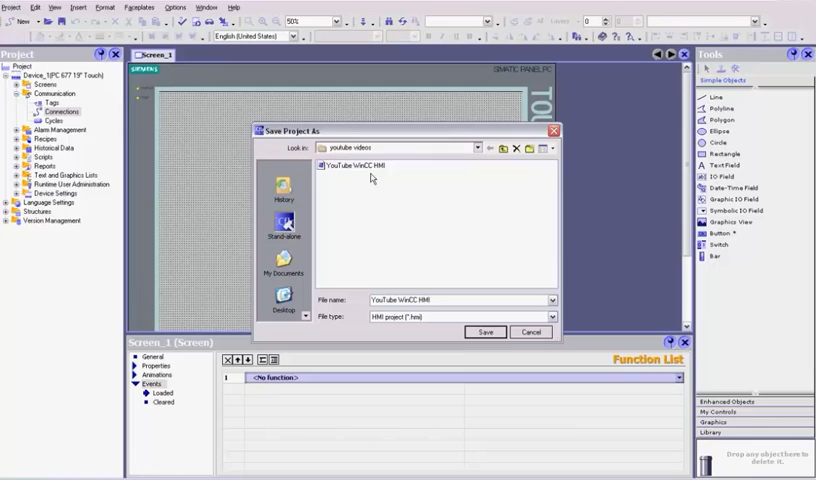 Project Edit View Insert Format Faceplates Options Window Help
New
50%
English (United States)
Layers
0
Project
Project
Device_1(PC 677 19" Touch)
Screens
Communication
Tags
Connections
Cycles
Alarm Management
Recipes
Historical Data
Scripts
Reports
Text and Graphics Lists
Runtime User Administration
Device Settings
Language Settings
Structures
Version Management
Screen_1
SIEMENS
SIMATIC PANEL PC
TOU
Save Project As
Look in:
youtube videos
YouTube WinCC HMI
History
Stand-alone
My Documents
Desktop
File name:
YouTube WinCC HMI
File type:
HMI project (*.hmi)
Save
Cancel
Tools
Simple Objects
Line
Polyline
Polygon
Ellipse
Circle
Rectangle
TextField
IO Field
Date-Time Field
Graphic IO Field
Symbolic IO Field
Graphics View
Button
Switch
Bar
Enhanced Objects
My Controls
Graphics
Library
Drop any object here to
delete it.
Screen_1 (Screen)
General
Properties
Animations
Events
Loaded
Cleared
Function List
1
<No function>